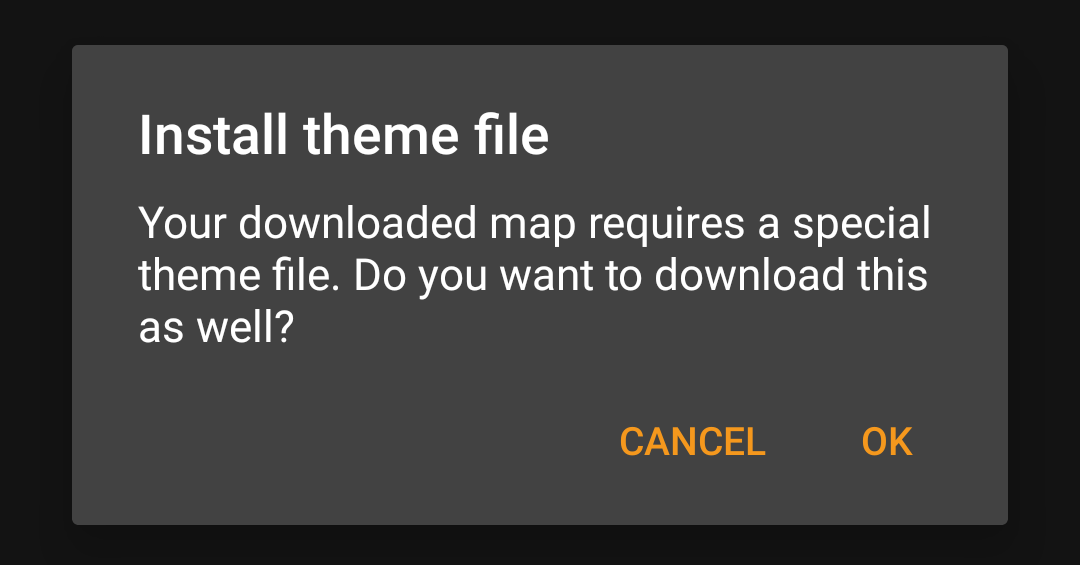 Install theme file
Your downloaded map requires a special
theme file. Do you want to download this
as well?
CANCEL OK